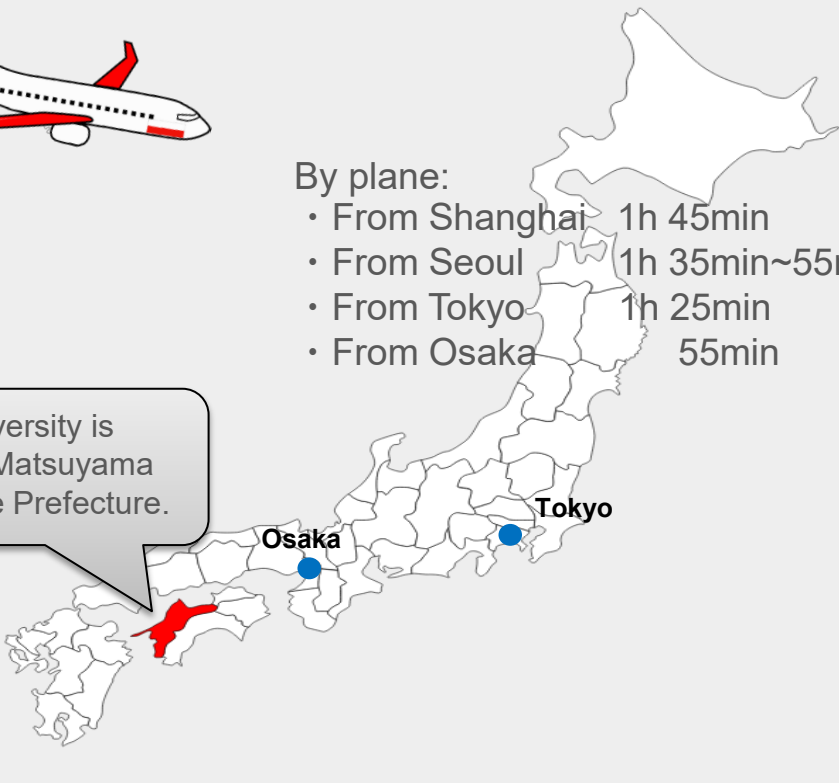 By plane:
・From Shanghai 1h 45min
・From Seoul 1h 35min~55
・From Tokyo 1h 25min
・From Osaka 55min
versity is
Matsuyama
e Prefecture.
Tokyo
Osaka